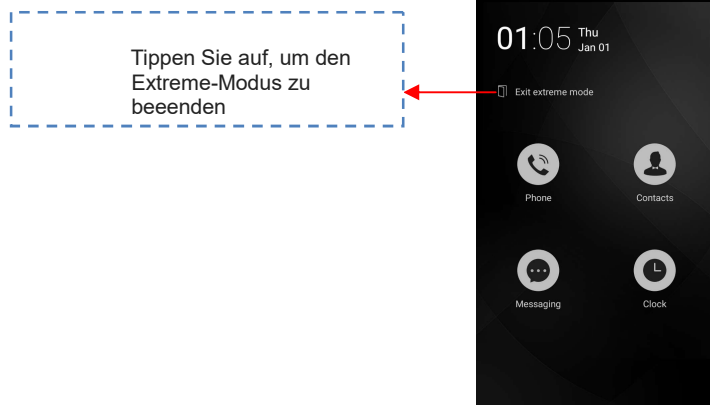 Tippen Sie auf, um den
Extreme-Modus zu
beeenden
01:05 Thu
Jan 01
Exit extreme mode
Phone
Contacts
Messaging
Clock